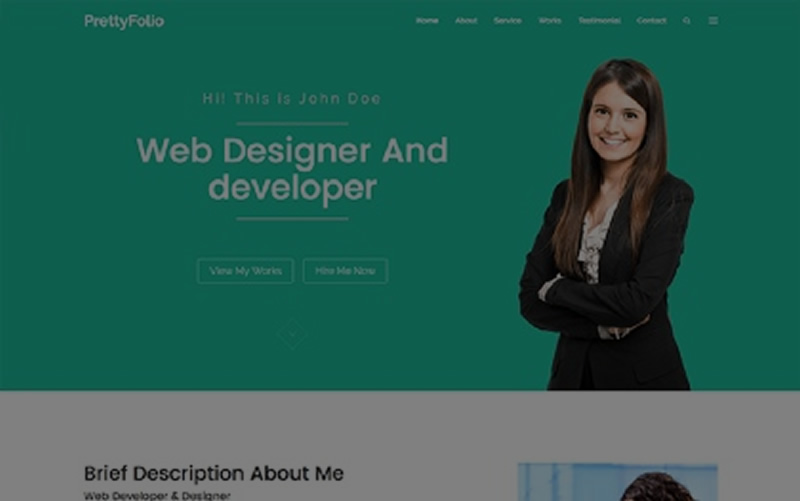 PrettyFolio
Home About Service Works Testimonial Contact
Hi! This Is John Doe
Web Designer And
developer
View My Works Hire Me Now
Brief Description About Me
Web Developer & Designer